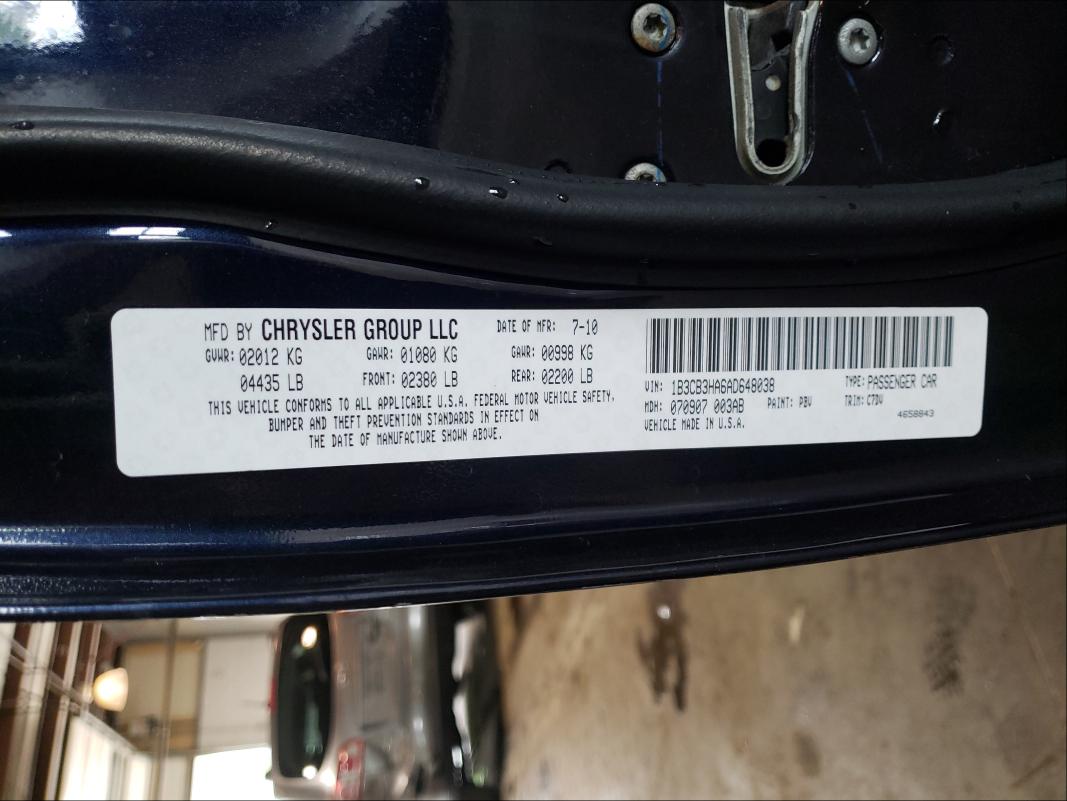 MFD BY CHRYSLER GROUP LLC DATE OF MFR: 7-10
GVWR: 02012 KG GAWR: 01080 KG GAWR: 00998 KG
04435 LB FRONT: 02380 LB REAR: 02200 LB
THIS VEHICLE CONFORMS TO ALL APPLICABLE U.S.A. FEDERAL MOTOR VEHICLE SAFETY,
BUMPER AND THEFT PREVENTION STANDARDS IN EFFECT ON
THE DATE OF MANUFACTURE SHOWN ABOVE.
VIN: 1B3CB3HA6AD648038 TYPE: PASSENGER CAR
MDH: 070907 003AB PAINT: PBV TRIM: C7DV
VEHICLE MADE IN U.S.A. 4658843